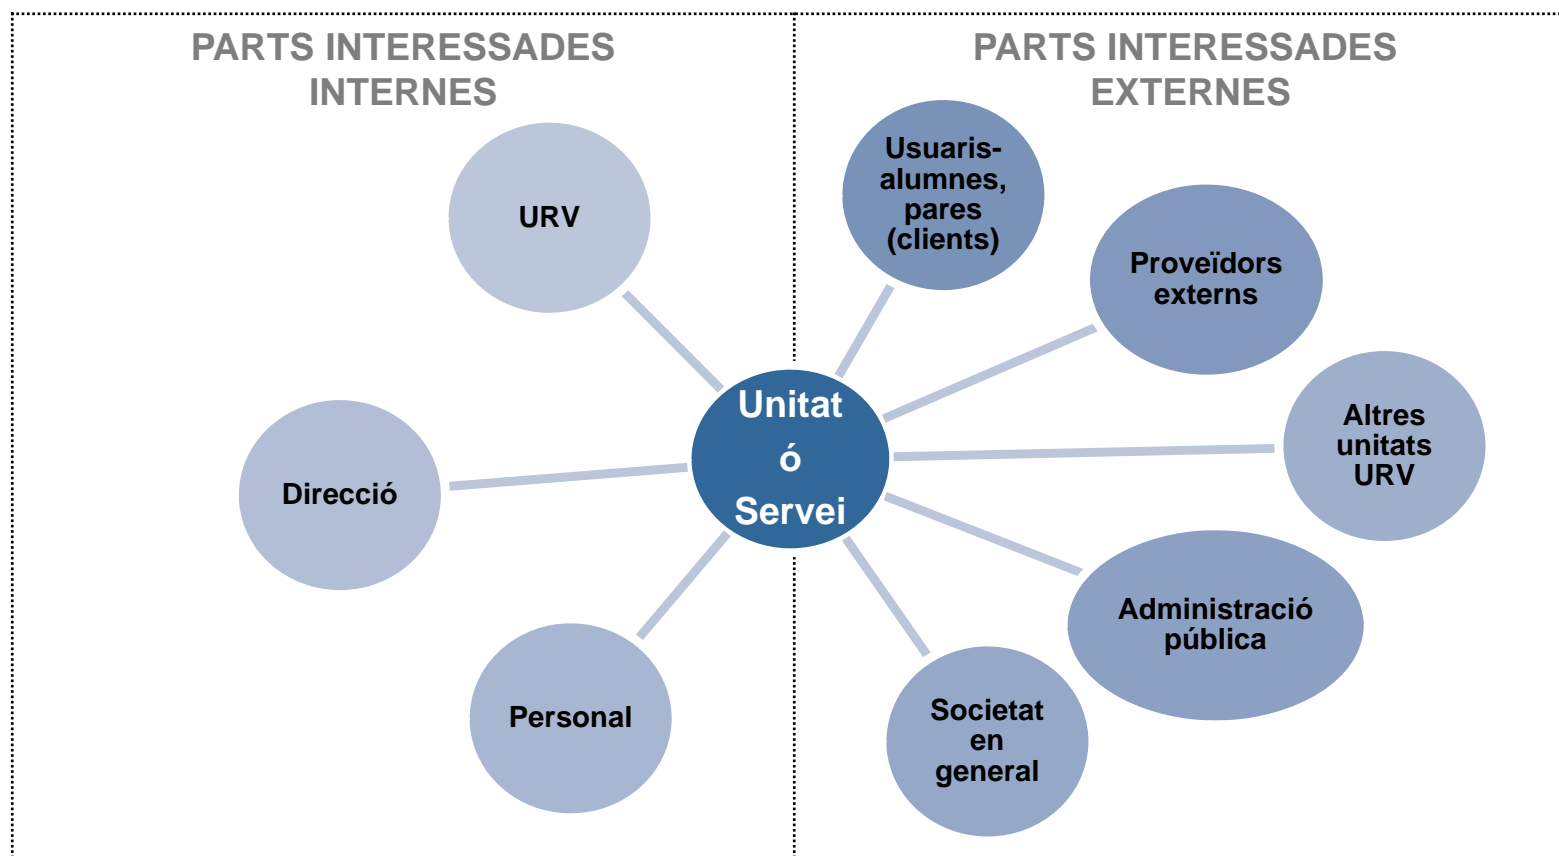 PARTS INTERESSADES
INTERNES
PARTS INTERESSADES
EXTERNES
URV
Direcció
Personal
Unitat
ó
Servei
Usuaris-
alumnes,
pares
(clients)
Proveïdors
externs
Altres
unitats
URV
Administració
pública
Societat
en
general